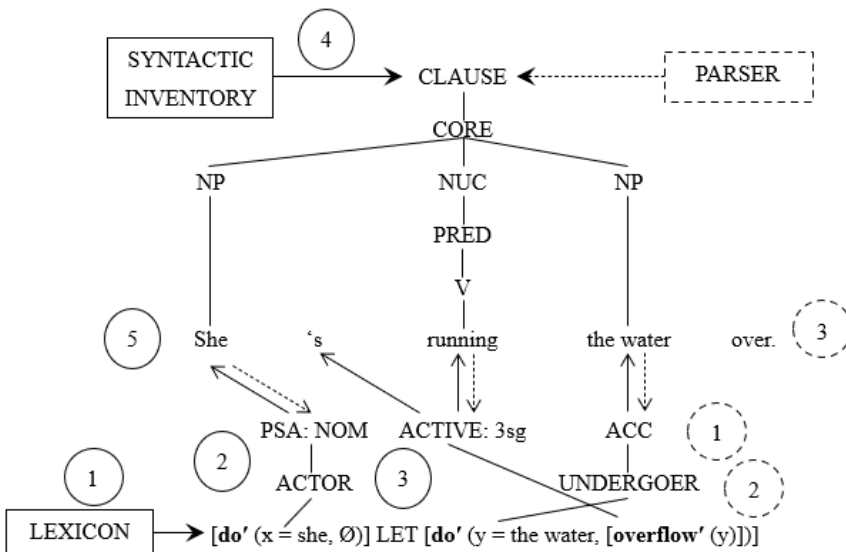 4
SYNTACTIC
INVENTORY
CLAUSE
PARSER
CORE
NP NUC NP
PRED
V
5 She ‘s running the water over. 3
PSA: NOM ACTIVE: 3sg ACC 1
2 ACTOR 3 UNDERGOER 2
1
LEXICON [do′ (x = she, Ø)] LET [do′ (y = the water, [overflow′ (y)])]